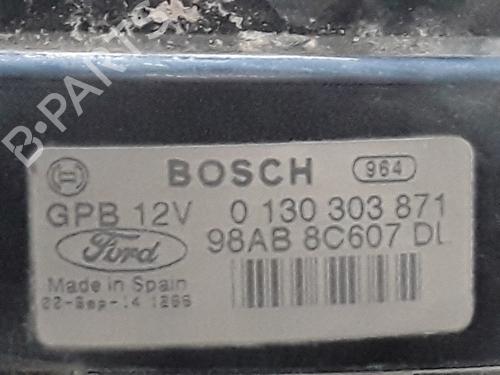 B-PARTS
BOSCH 964
GPB 12V 0 130 303 871
Ford 98AB 8C607 DL
Made in Spain